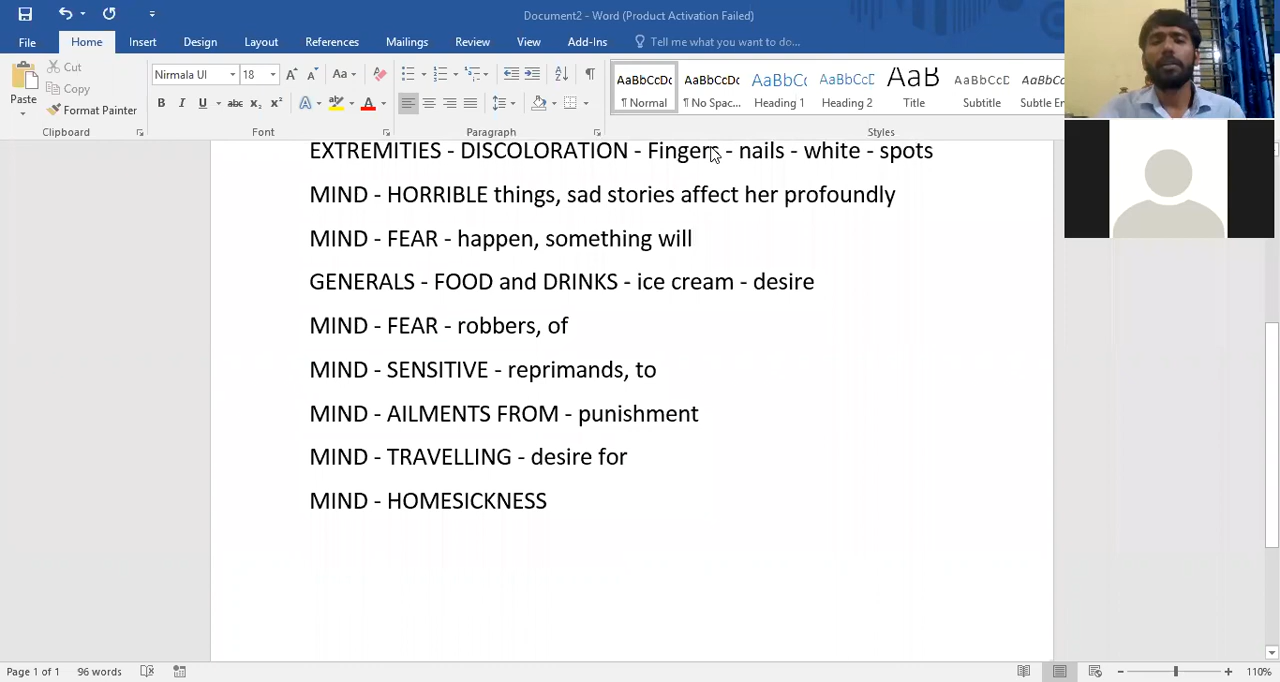 Document2 - Word (Product Activation Failed)
File Home Insert Design Layout References Mailings Review View Add-Ins Tell me what you want to do...
Paste
Cut
Copy
Format Painter
Clipboard
Nirmala UI 18
Font
Paragraph
AaBbCcDc AaBbCcDc AaBbC AaBbCcC AaB AaBbCcD AaBbCcD
¶ Normal ¶ No Spac... Heading 1 Heading 2 Title Subtitle Subtle Em
Styles
EXTREMITIES - DISCOLORATION - Fingers - nails - white - spots
MIND - HORRIBLE things, sad stories affect her profoundly
MIND - FEAR - happen, something will
GENERALS - FOOD and DRINKS - ice cream - desire
MIND - FEAR - robbers, of
MIND - SENSITIVE - reprimands, to
MIND - AILMENTS FROM - punishment
MIND - TRAVELLING - desire for
MIND - HOMESICKNESS
Page 1 of 1 96 words 110%